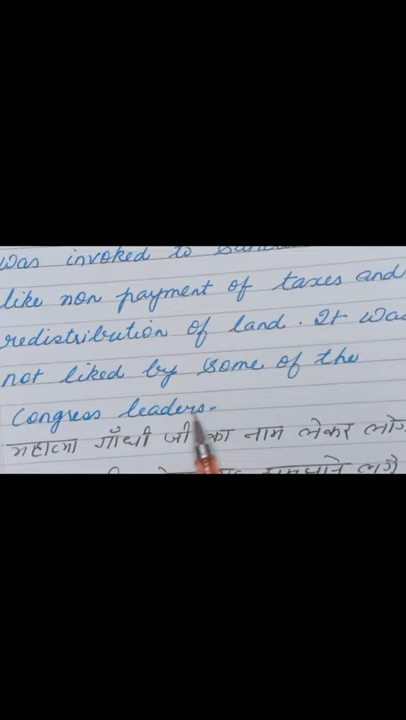 was invoked to
like non payment of taxes and
redistribution of land. It was
not liked by some of the
Congress leaders.
महात्मा गाँधी जी का नाम लेकर
लगे